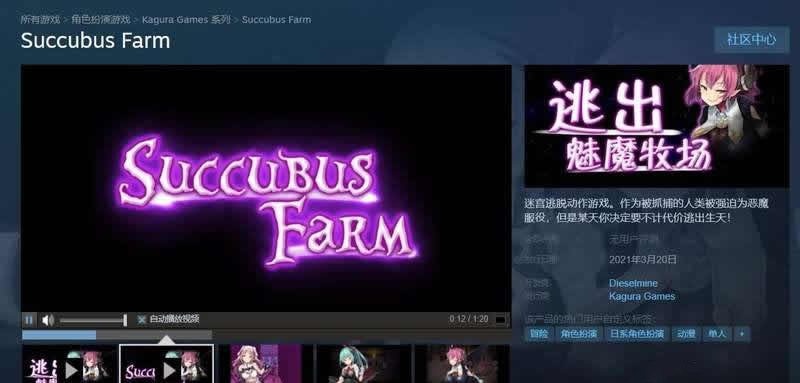 所有游戏 > 角色扮演游戏 > Kagura Games 系列 > Succubus Farm
Succubus Farm
社区中心
SUCCUBUS
FARM
逃出
魅魔牧场
迷宫逃脱动作游戏。作为被抓捕的人类被强迫为恶魔
服役，但是某天你决定要不计代价逃出生天！
无用户评测
2021年3月20日
Dieselmine
Kagura Games
该产品的热门用户自定义标签：
冒险 角色扮演 日系角色扮演 动漫 单人 +
自动播放视频
0:12 / 1:20